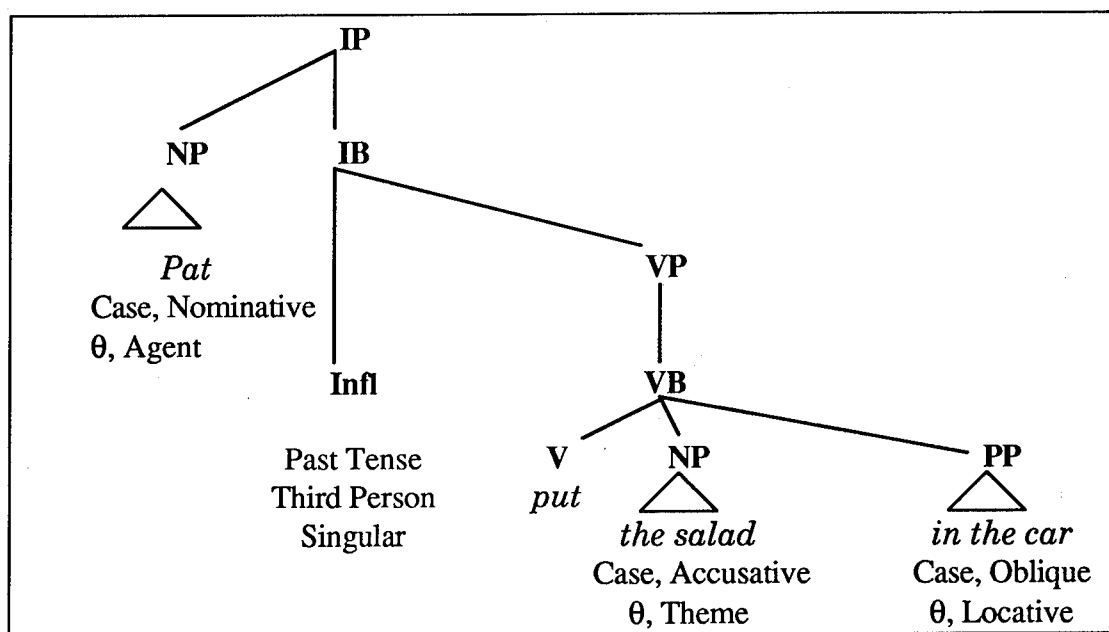 IP
NP IB
Pat
Case, Nominative
θ, Agent
VP
Infl VB
Past Tense
Third Person
Singular
V NP PP
put
the salad in the car
Case, Accusative Case, Oblique
θ, Theme θ, Locative